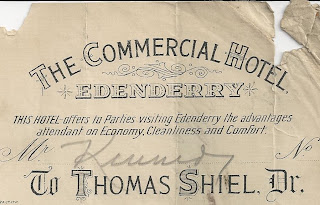 THE COMMERCIAL HOTEL,
EDENDERRY
THIS HOTEL offers to Parties visiting Edenderry the advantages
attendant on Economy, Cleanliness and Comfort.
Mr Kennedy No
To THOMAS SHIEL, Dr.